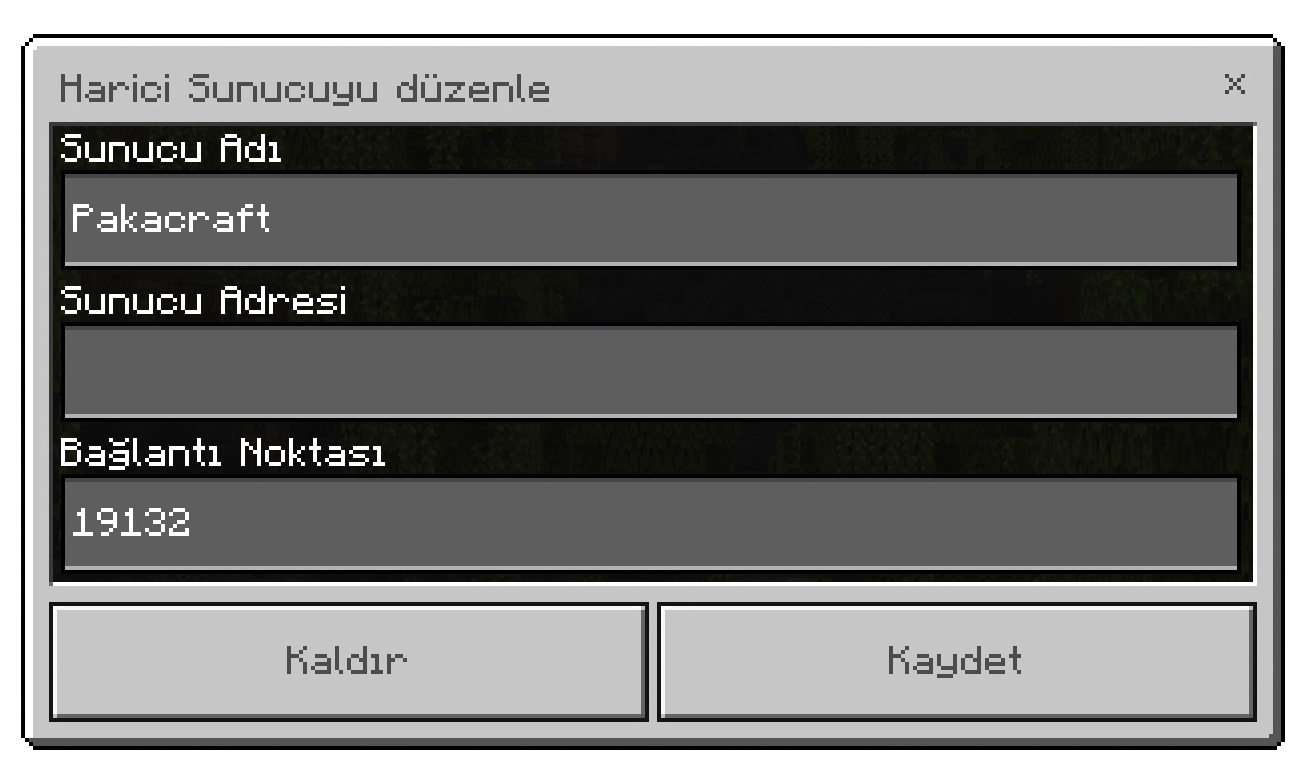 Harici Sunucuyu düzenle
Sunucu Adı
Pakacraft
Sunucu Adresi
Bağlantı Noktası
19132
Kaldır
Kaydet